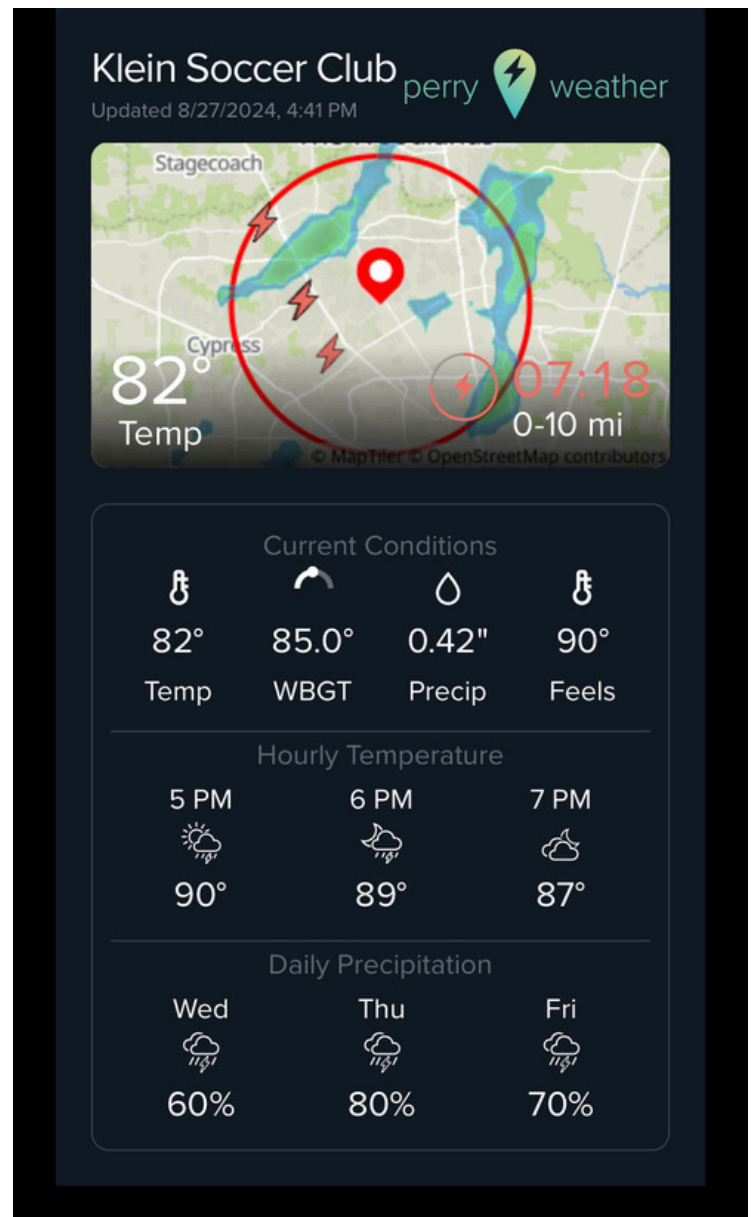 Klein Soccer Club
perry weather
Updated 8/27/2024, 4:41 PM
Stagecoach
Cypress
82°
Temp
07:18
0-10 mi
© MapTiler © OpenStreetMap contributors
Current Conditions
82° 85.0° 0.42" 90°
Temp WBGT Precip Feels
Hourly Temperature
5 PM 6 PM 7 PM
90° 89° 87°
Daily Precipitation
Wed Thu Fri
60% 80% 70%